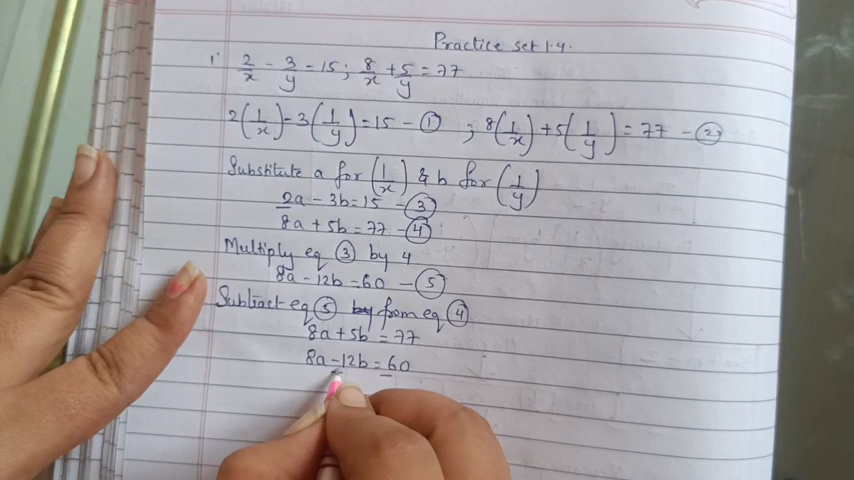 Practice set 1.4.
1. 2/x - 3/y = 15; 8/x + 5/y = 77
2(1/x) - 3(1/y) = 15 - ① ; 8(1/x) + 5(1/y) = 77 - ②
Substitute a for (1/x) & b for (1/y)
2a - 3b = 15 - ③
8a + 5b = 77 - ④
Multiply eq ③ by 4
8a - 12b = 60 - ⑤
Subtract eq ⑤ from eq ④
8a + 5b = 77
8a - 12b = 60